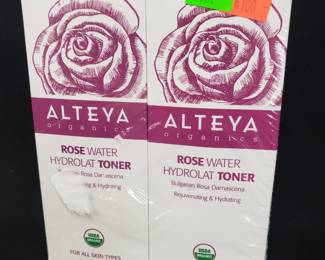 ALTEYA
organics
ROSE WATER
HYDROLAT TONER
Bulgarian Rosa Damascena
Rejuvenating & Hydrating
USDA
ORGANIC
FOR ALL SKIN TYPES
ALTEYA
organics
ROSE WATER
HYDROLAT TONER
Bulgarian Rosa Damascena
Rejuvenating & Hydrating
USDA
ORGANIC